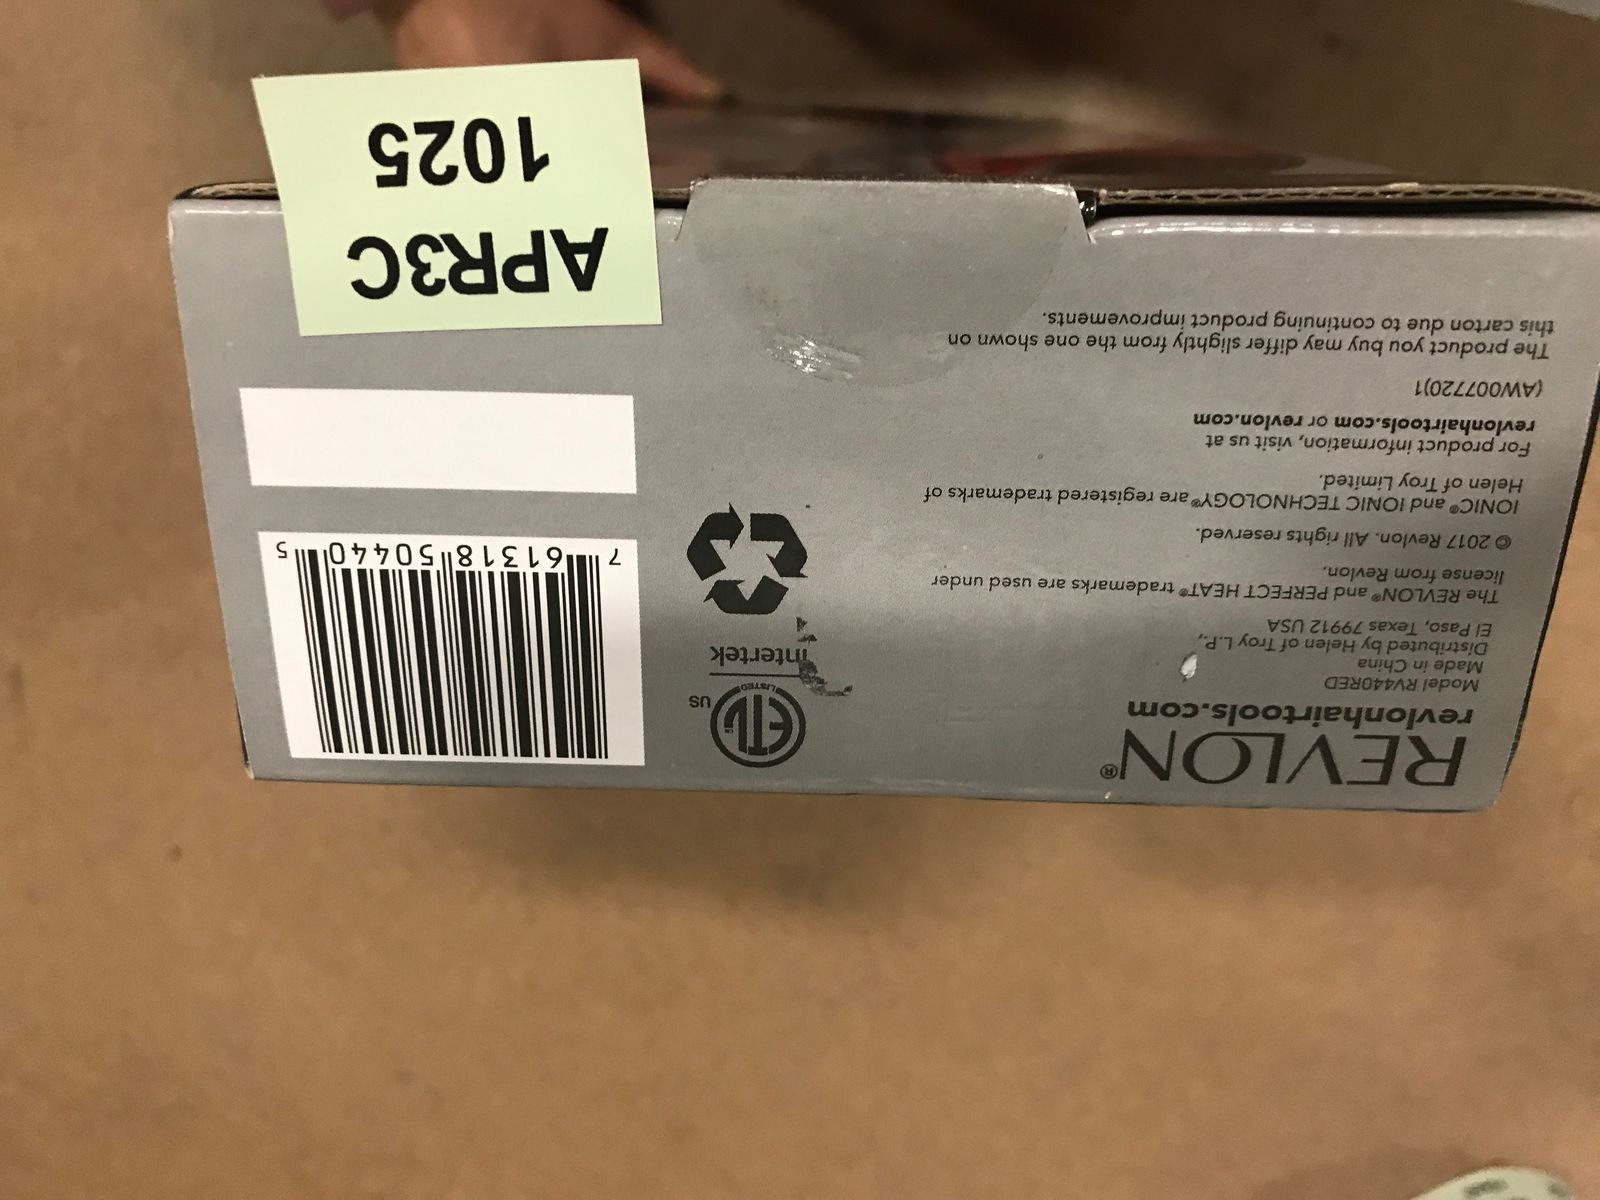 REVLON®
revlonhairtools.com
Model RV440RED
Made in China
Distributed by Helen of Troy L.P.,
El Paso, Texas 79912 USA
The REVLON® and PERFECT HEAT® trademarks are used under
license from Revlon.
© 2017 Revlon. All rights reserved.
IONIC® and IONIC TECHNOLOGY® are registered trademarks of
Helen of Troy Limited.
For product information, visit us at
revlonhairtools.com or revlon.com
(AW007720)1
The product you buy may differ slightly from the one shown on
this carton due to continuing product improvements.
ETL
CM
LISTED
US
Intertek
7 61318 50440 5
APR3C
1025